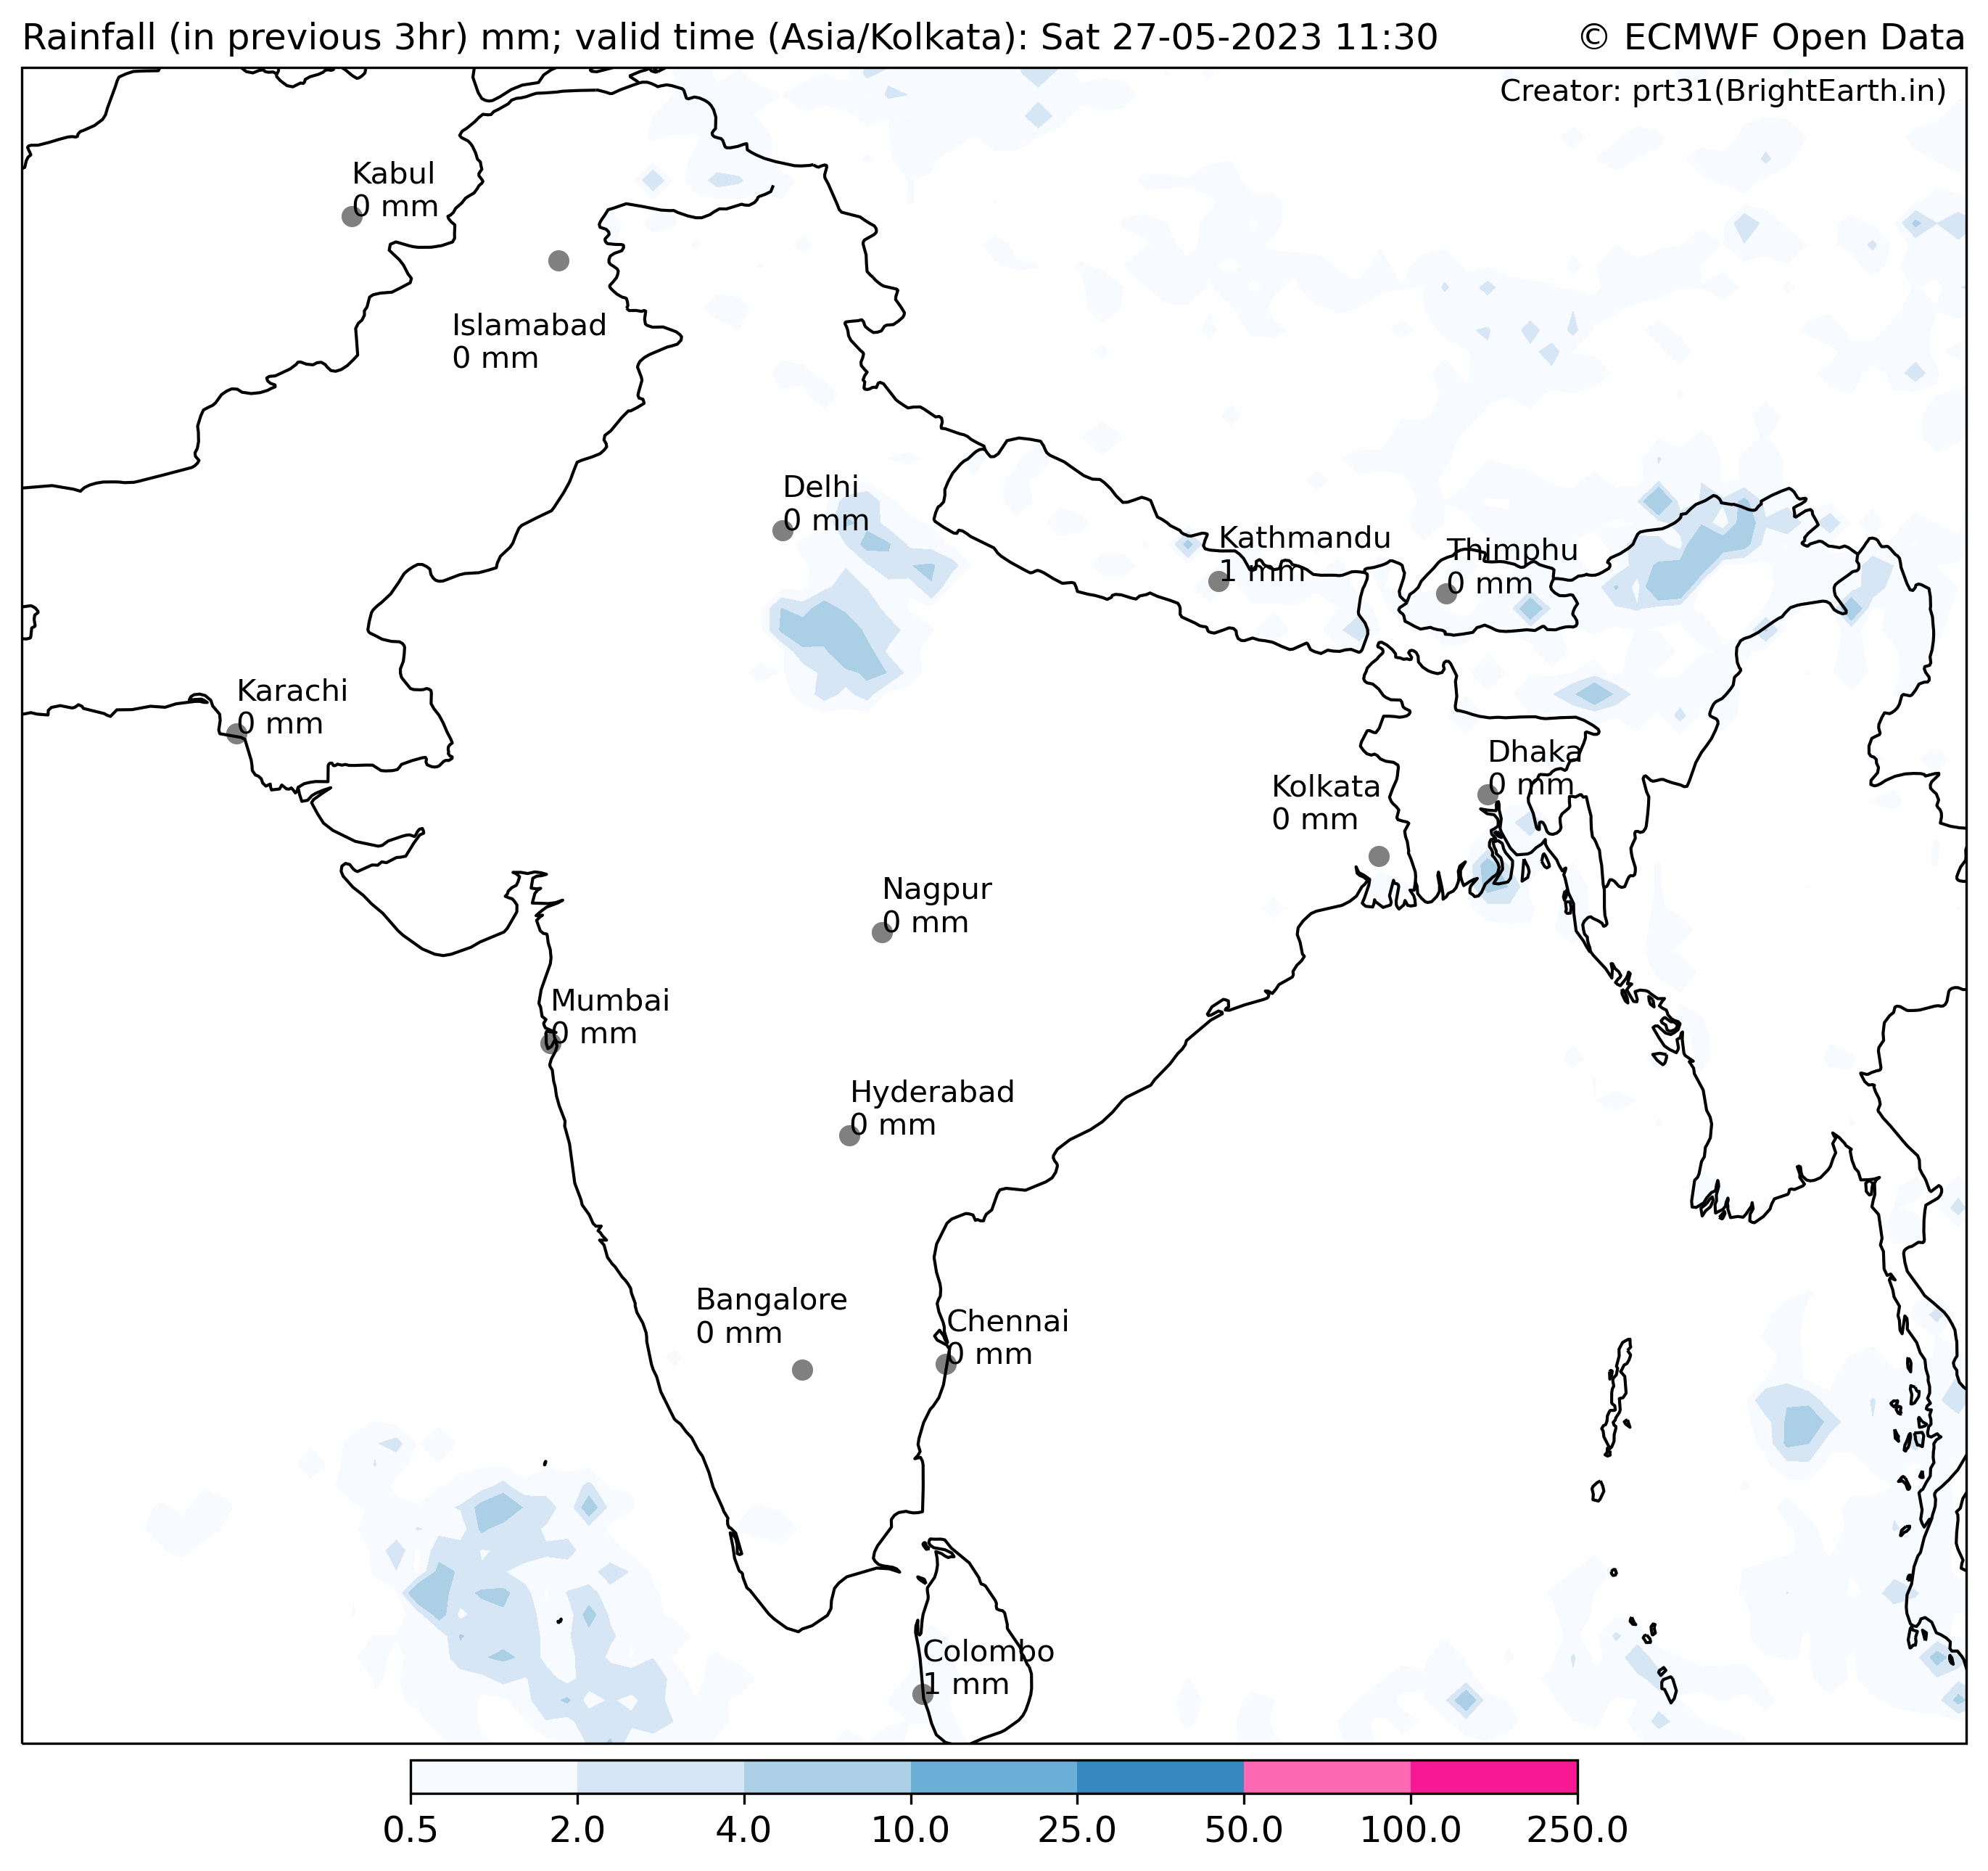 Rainfall (in previous 3hr) mm; valid time (Asia/Kolkata): Sat 27-05-2023 11:30
© ECMWF Open Data
Creator: prt31(BrightEarth.in)
Kabul
0 mm
Islamabad
0 mm
Delhi
0 mm
Kathmandu
1 mm
Thimphu
0 mm
Karachi
0 mm
Dhaka
0 mm
Kolkata
0 mm
Nagpur
0 mm
Mumbai
0 mm
Hyderabad
0 mm
Bangalore
0 mm
Chennai
0 mm
Colombo
1 mm
0.5 2.0 4.0 10.0 25.0 50.0 100.0 250.0